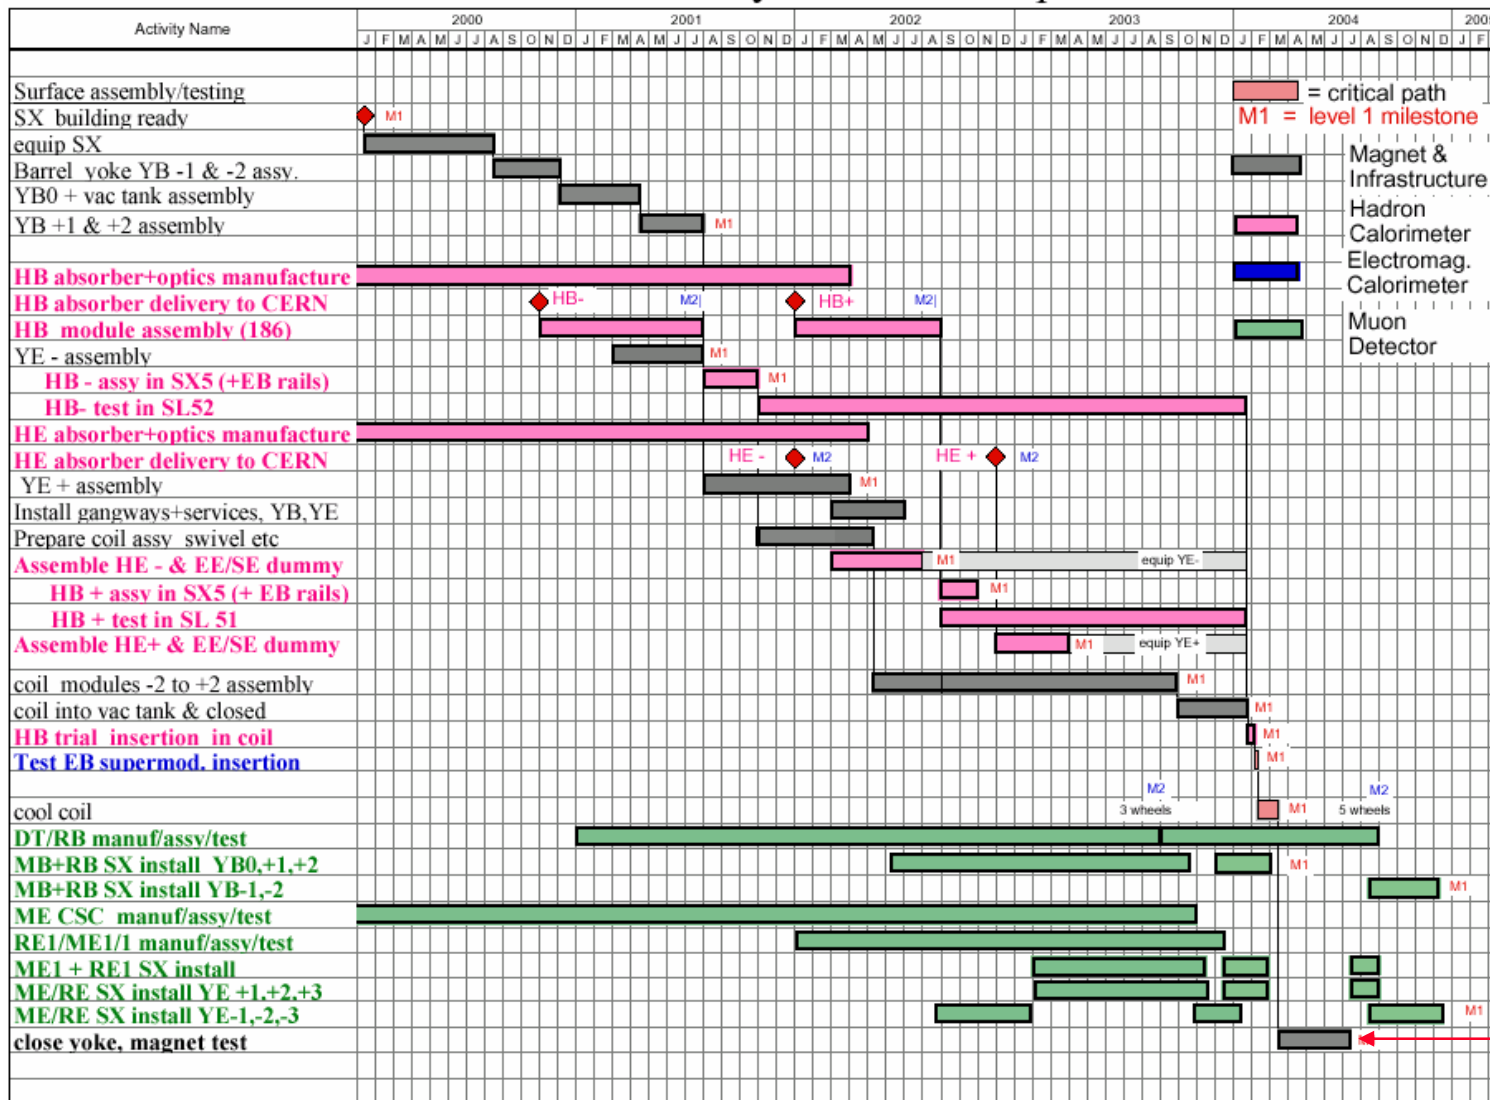 Activity Name
2000 2001 2002 2003 2004
J F M A M J J A S O N D J F M A M J J A S O N D J F M A M J J A S O N D J F M A M J J A S O N D J F M A M J J A S O N D J F
Surface assembly/testing
= critical path
SX building ready M1
M1 = level 1 milestone
equip SX
Magnet &
Infrastructure
Barrel yoke YB -1 & -2 assy.
YB0 + vac tank assembly
Hadron
Calorimeter
YB +1 & +2 assembly M1
Electromag.
Calorimeter
HB absorber+optics manufacture
HB absorber delivery to CERN HB- M2 HB+ M2
HB module assembly (186)
Muon
Detector
YE - assembly M1
HB - assy in SX5 (+EB rails) M1
HB- test in SL52
HE absorber+optics manufacture
HE absorber delivery to CERN HE - M2 HE + M2
YE + assembly M1
Install gangways+services, YB,YE
Prepare coil assy swivel etc
Assemble HE - & EE/SE dummy M1 equip YE-
HB + assy in SX5 (+ EB rails) M1
HB + test in SL 51
Assemble HE+ & EE/SE dummy M1 equip YE+
coil modules -2 to +2 assembly M1
coil into vac tank & closed M1
HB trial insertion in coil M1
Test EB supermod. insertion M1
M2 M2
cool coil 3 wheels M1 5 wheels
DT/RB manuf/assy/test
MB+RB SX install YB0,+1,+2 M1
MB+RB SX install YB-1,-2 M1
ME CSC manuf/assy/test
RE1/ME1/1 manuf/assy/test
ME1 + RE1 SX install
ME/RE SX install YE +1,+2,+3
ME/RE SX install YE-1,-2,-3 M1
close yoke, magnet test